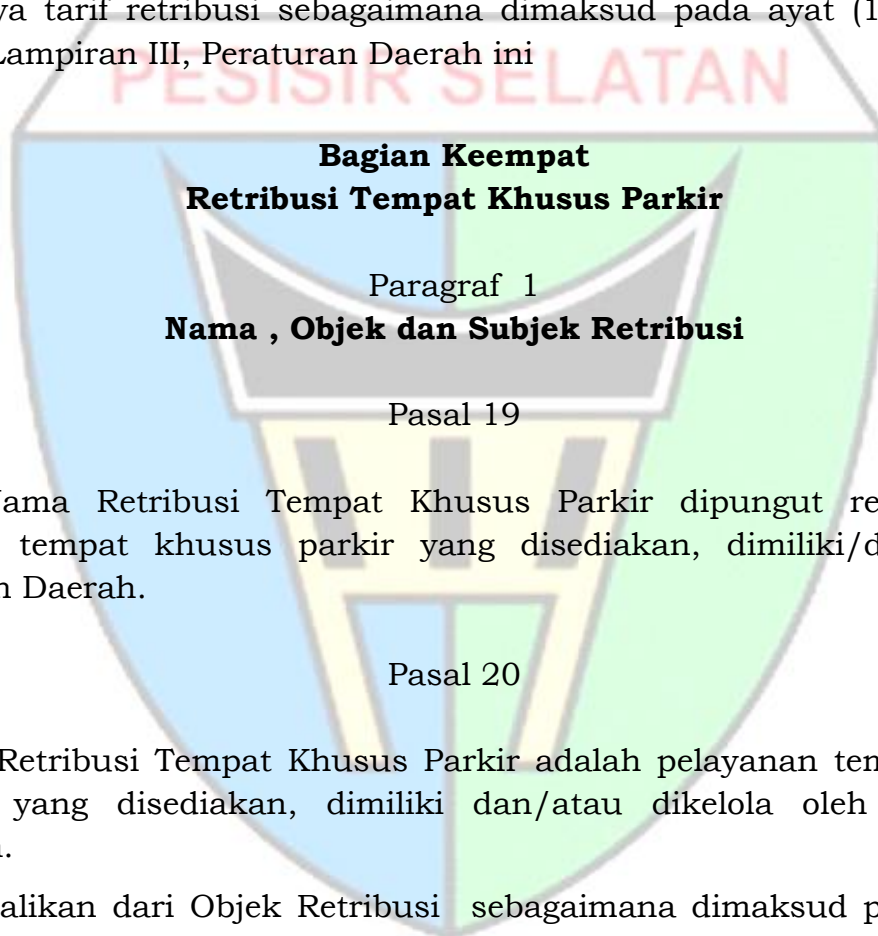 tarif retribusi sebagaimana dimaksud pada ayat (1
Lampiran III, Peraturan Daerah ini
PESISIR SELATAN
Bagian Keempat
Retribusi Tempat Khusus Parkir
Paragraf 1
Nama , Objek dan Subjek Retribusi
Pasal 19
Nama Retribusi Tempat Khusus Parkir dipungut re
tempat khusus parkir yang disediakan, dimiliki/d
Daerah.
Pasal 20
Retribusi Tempat Khusus Parkir adalah pelayanan tem
yang disediakan, dimiliki dan/atau dikelola oleh
alikan dari Objek Retribusi sebagaimana dimaksud p